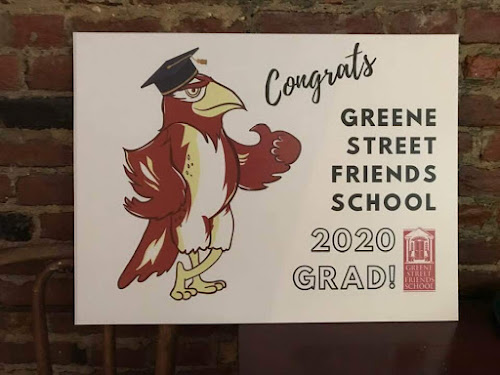 Congrats
GREENE
STREET
FRIENDS
SCHOOL
2020
GRAD!
GREENE
STREET
FRIENDS
SCHOOL